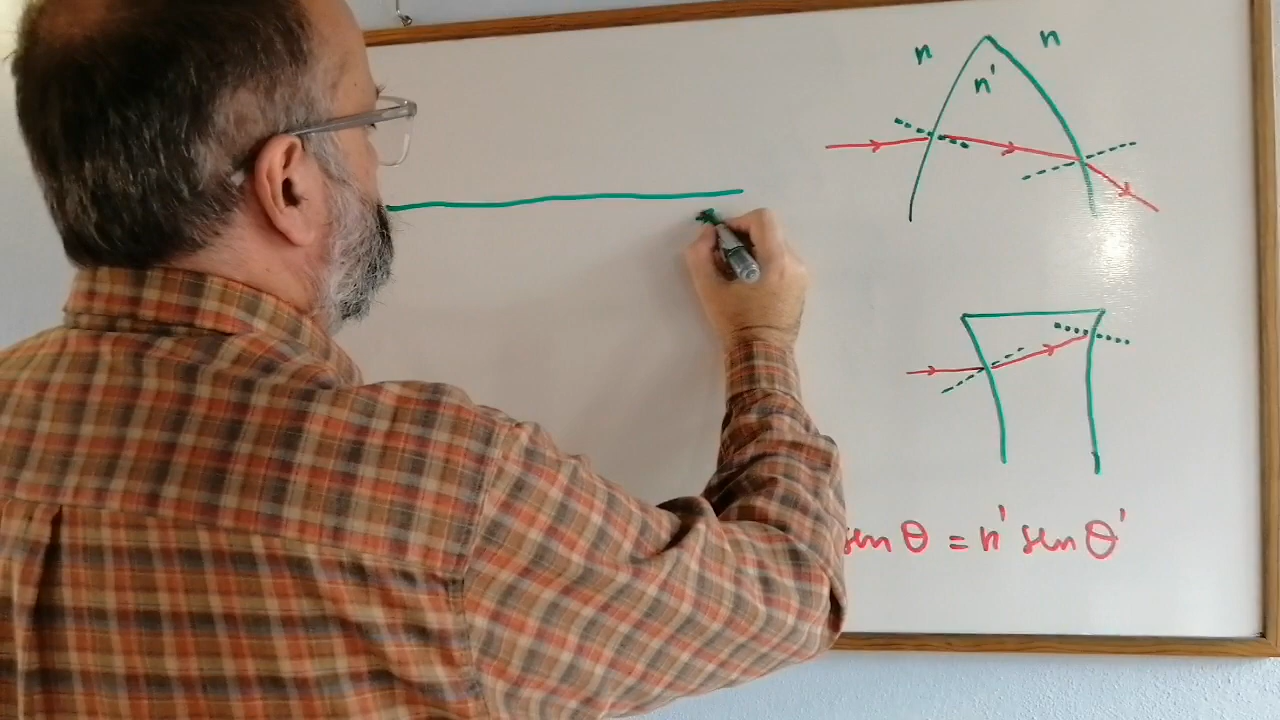 n n
n'
sen θ = n' sen θ'